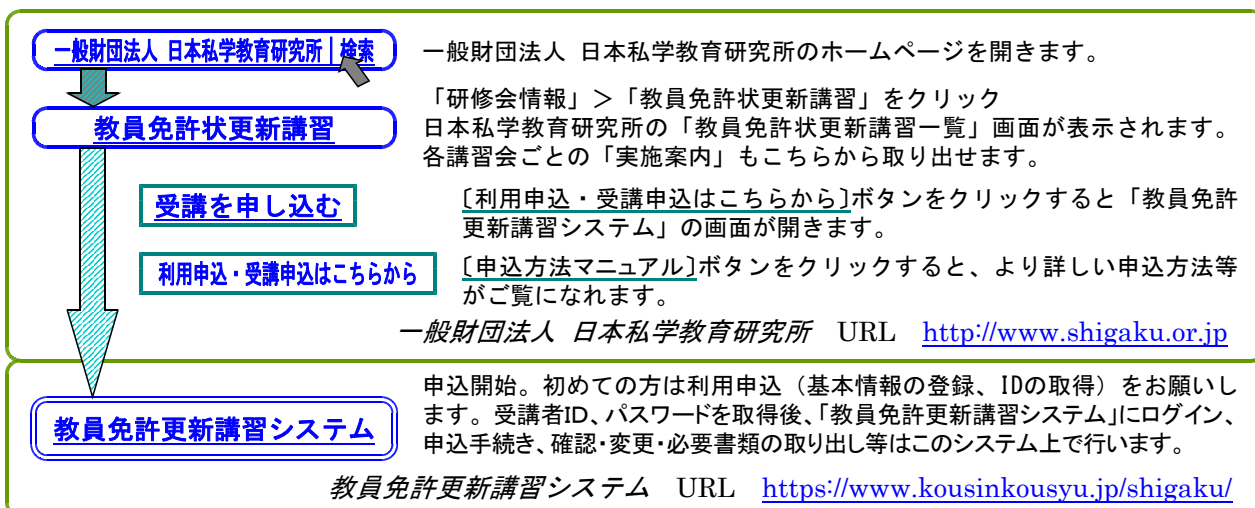 一般財団法人 日本私学教育研究所｜検索
一般財団法人 日本私学教育研究所のホームページを開きます。
教員免許状更新講習
「研修会情報」＞「教員免許状更新講習」をクリック
日本私学教育研究所の「教員免許状更新講習一覧」画面が表示されます。
各講習会ごとの「実施案内」もこちらから取り出せます。
受講を申し込む
〔利用申込・受講申込はこちらから〕ボタンをクリックすると「教員免許
更新講習システム」の画面が開きます。
利用申込・受講申込はこちらから
〔申込方法マニュアル〕ボタンをクリックすると、より詳しい申込方法等
がご覧になれます。
一般財団法人 日本私学教育研究所 URL http://www.shigaku.or.jp
教員免許更新講習システム
申込開始。初めての方は利用申込（基本情報の登録、IDの取得）をお願いし
ます。受講者ID、パスワードを取得後、「教員免許更新講習システム」にログイン、
申込手続き、確認・変更・必要書類の取り出し等はこのシステム上で行います。
教員免許更新講習システム URL https://www.kousinkousyu.jp/shigaku/